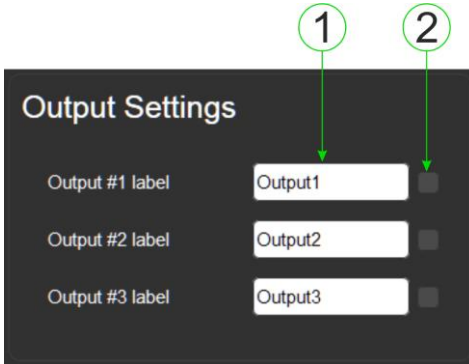 1 2
Output Settings
Output #1 label Output1
Output #2 label Output2
Output #3 label Output3